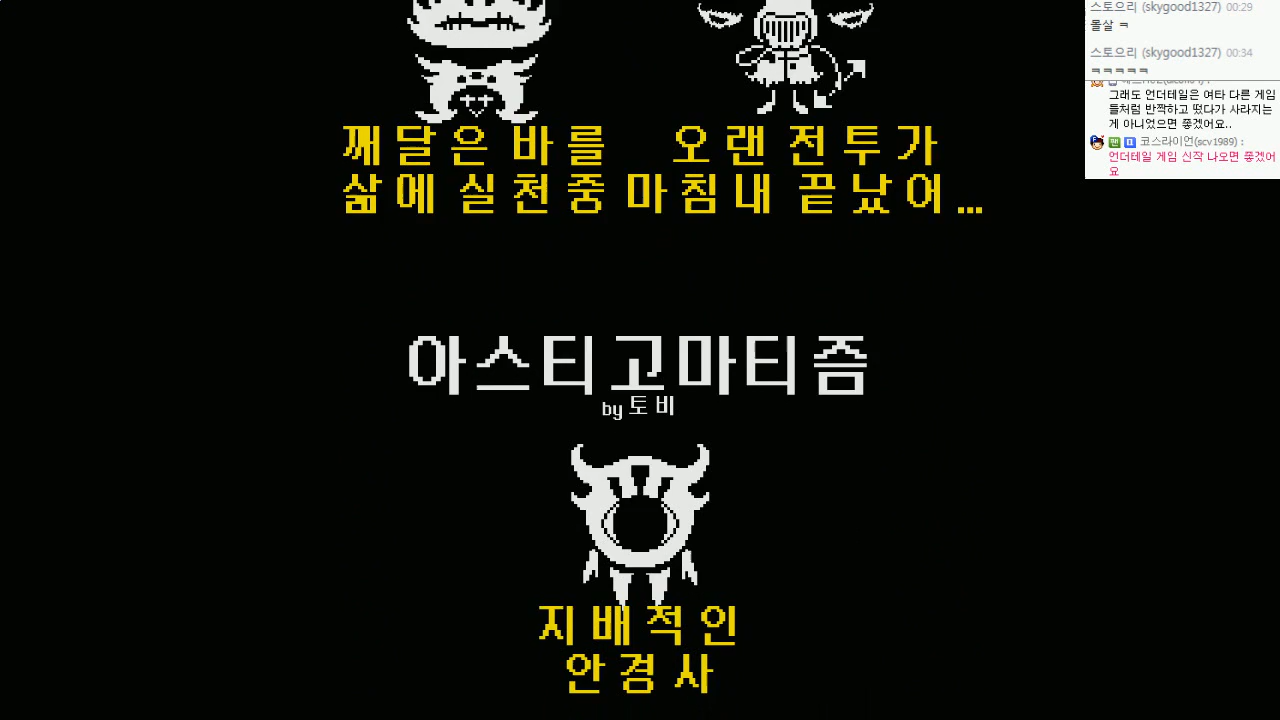 깨달은 바를
삶에 실천중
오랜 전투가
마침내 끝났어...
아스티고마티즘
by 토비
지배적인
안경사
스토으리 (skygood1327) 00:29
몰살 ㅋ
스토으리 (skygood1327) 00:34
ㅋㅋㅋㅋㅋ
그래도 언더테일은 여타 다른 게임
들처럼 반짝하고 떴다가 사라지는
게 아니었으면 좋겠어요..
코스라이언(scv1989) :
언더테일 게임 신작 나오면 좋겠어
요